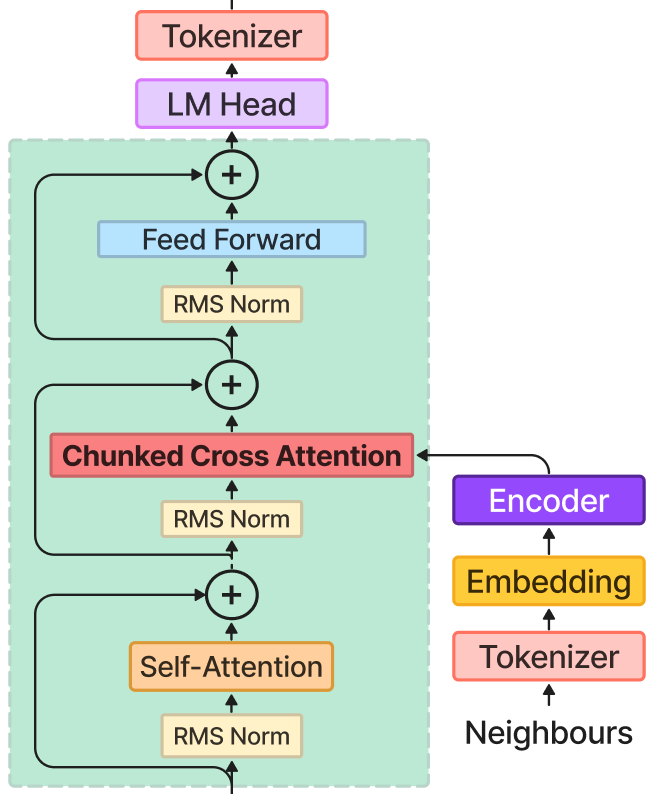 Tokenizer
LM Head
+
Feed Forward
RMS Norm
+
Chunked Cross Attention
RMS Norm
+
Self-Attention
RMS Norm
Encoder
Embedding
Tokenizer
Neighbours